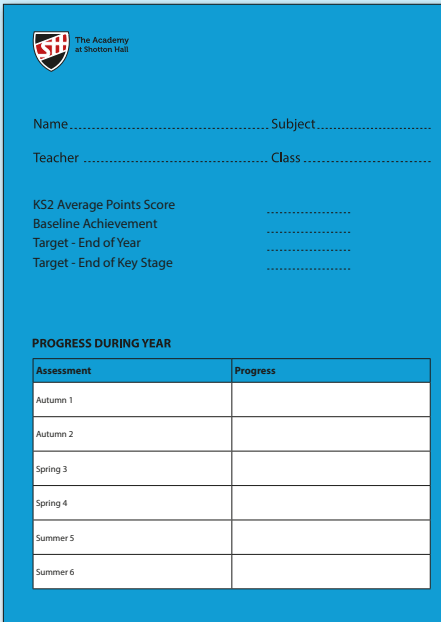 SHH
The Academy
at Shotton Hall
Name Subject
Teacher Class
KS2 Average Points Score
Baseline Achievement
Target - End of Year
Target - End of Key Stage
PROGRESS DURING YEAR
Assessment Progress
Autumn 1
Autumn 2
Spring 3
Spring 4
Summer 5
Summer 6